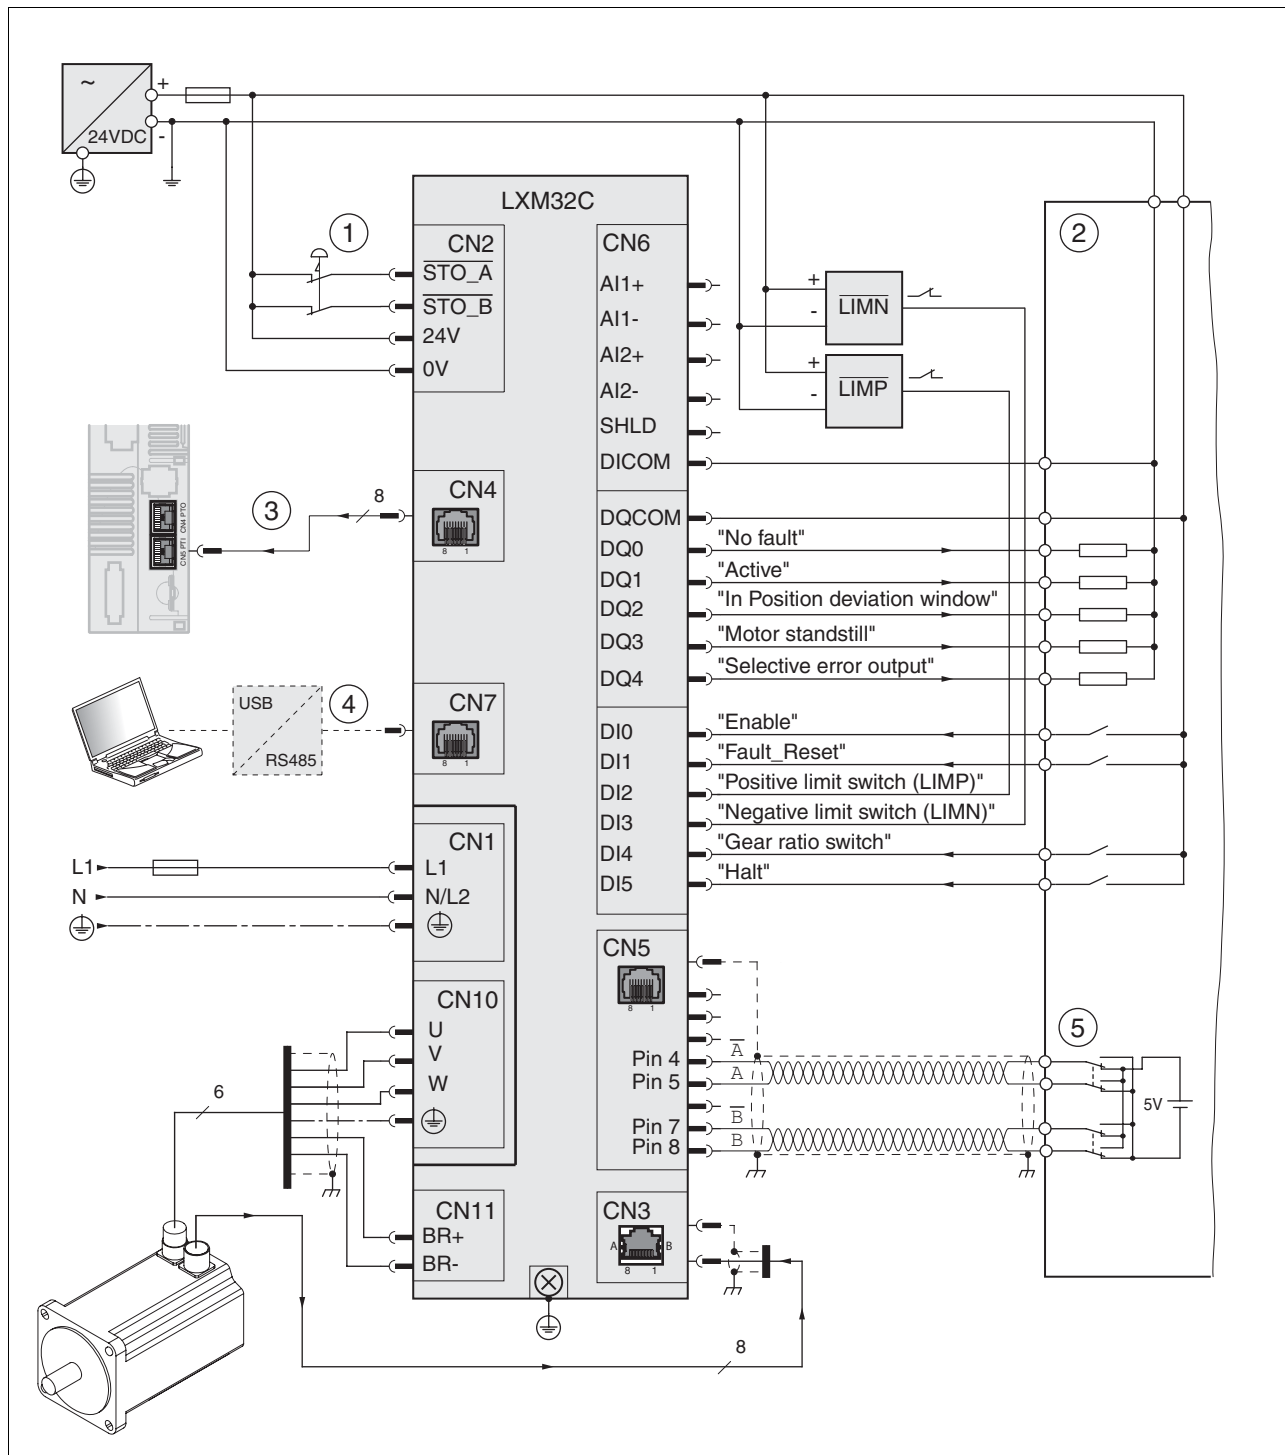 ~
+
24VDC
-
LXM32C
1
2
CN2
STO_A
STO_B
24V
0V
CN6
AI1+
AI1-
AI2+
AI2-
SHLD
DICOM
+
-
LIMN
+
-
LIMP
3
8
CN4
8 1
CN4 PTO
CN5 PTI
DQCOM
DQ0
"No fault"
DQ1
"Active"
DQ2
"In Position deviation window"
DQ3
"Motor standstill"
DQ4
"Selective error output"
USB
RS485
4
CN7
8 1
DI0
"Enable"
DI1
"Fault_Reset"
DI2
"Positive limit switch (LIMP)"
DI3
"Negative limit switch (LIMN)"
DI4
"Gear ratio switch"
DI5
"Halt"
CN1
L1
L1
N
N/L2
CN5
8 1
CN10
U
V
W
6
Pin 4
A
Pin 5
A
Pin 7
B
Pin 8
B
5
5V
CN11
BR+
BR-
CN3
A
B
8 1
8